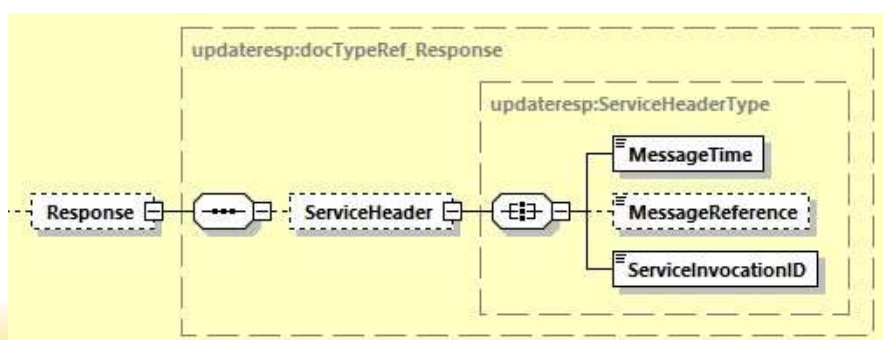 updateresp:docTypeRef_Response
updateresp:ServiceHeaderType
MessageTime
Response
ServiceHeader
MessageReference
ServiceInvocationID